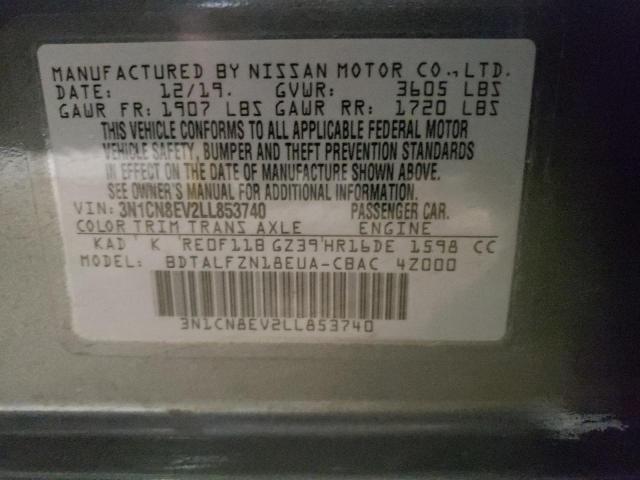 MANUFACTURED BY NISSAN MOTOR CO., LTD.
DATE: 12/19. GVWR: 3605 LBS
GAWR FR: 1907 LBS GAWR RR: 1720 LBS
THIS VEHICLE CONFORMS TO ALL APPLICABLE FEDERAL MOTOR
VEHICLE SAFETY, BUMPER AND THEFT PREVENTION STANDARDS
IN EFFECT ON THE DATE OF MANUFACTURE SHOWN ABOVE.
SEE OWNER'S MANUAL FOR ADDITIONAL INFORMATION.
VIN: 3N1CN8EV2LL853740 PASSENGER CAR.
COLOR TRIM TRANS AXLE ENGINE
KAD K RE0F11B GZ39 HR16DE 1598 CC
MODEL: BDTALFZN18EUA-CBAC 4Z000
3N1CN8EV2LL853740